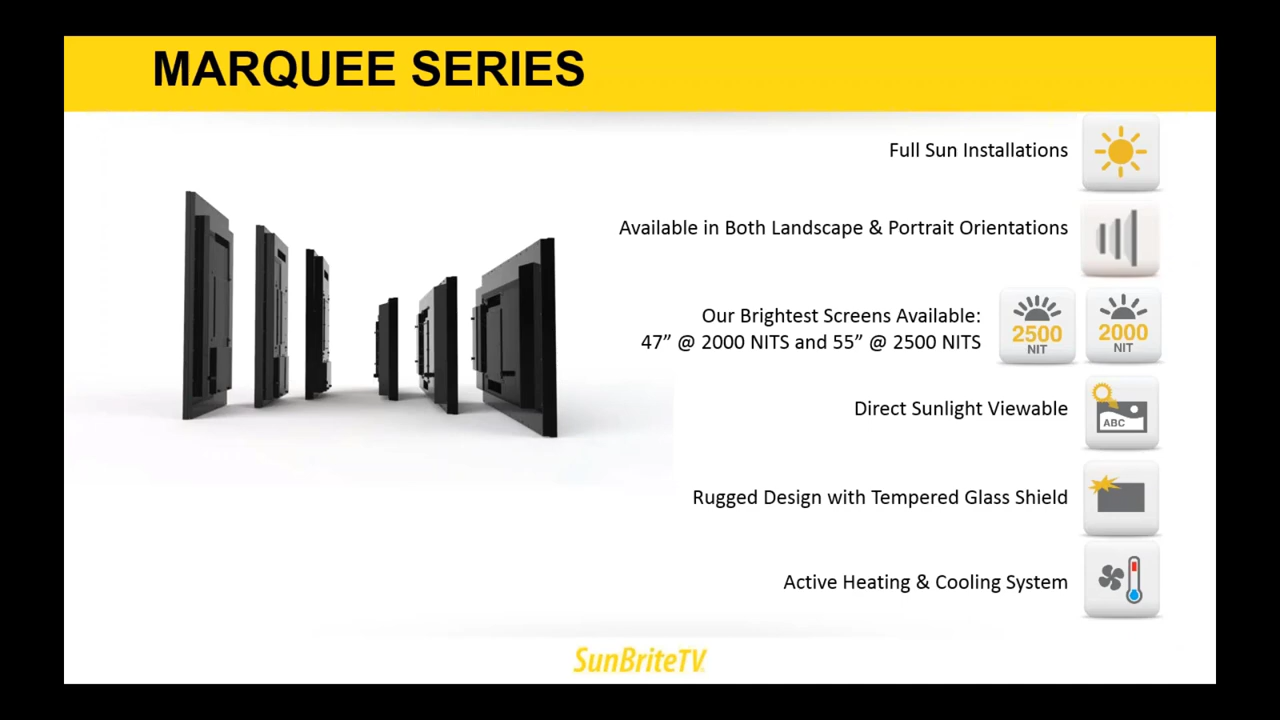 MARQUEE SERIES
Full Sun Installations
Available in Both Landscape & Portrait Orientations
Our Brightest Screens Available:
47” @ 2000 NITS and 55” @ 2500 NITS
2500
NIT
2000
NIT
Direct Sunlight Viewable
ABC
Rugged Design with Tempered Glass Shield
Active Heating & Cooling System
SunBriteTV